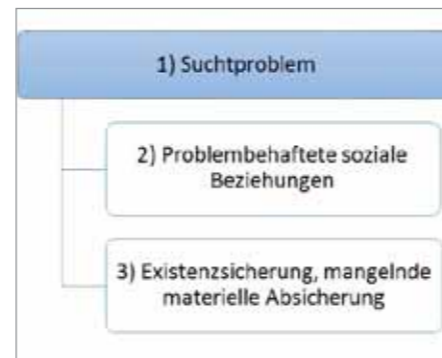 1) Suchtproblem
2) Problembehaftete soziale
Beziehungen
3) Existenzsicherung, mangelnde
materielle Absicherung